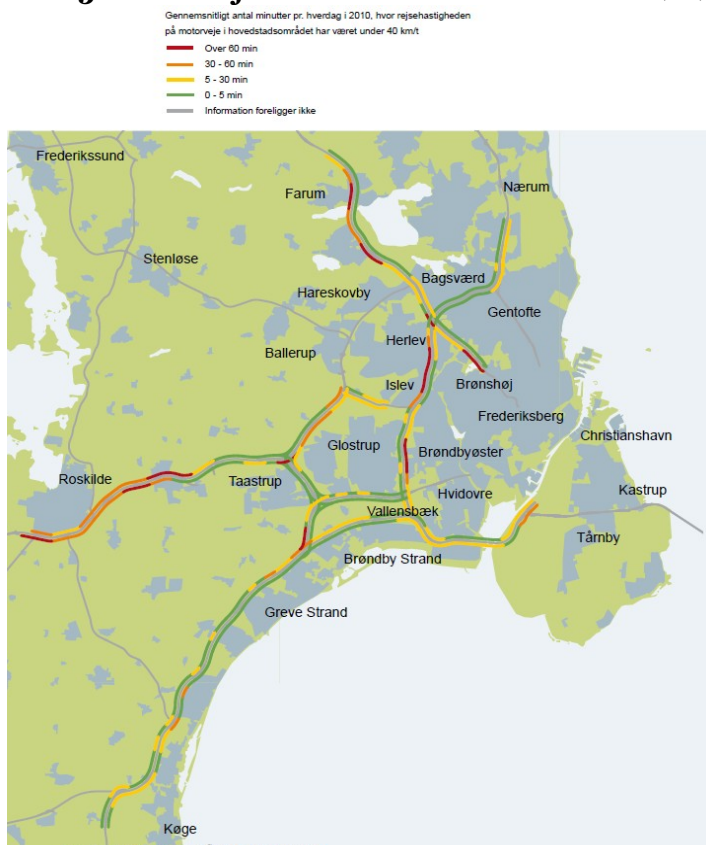 Gennemsnitligt antal minutter pr. hverdag i 2010, hvor rejsehastigheden
på motorveje i hovedstadsområdet har været under 40 km/t
Over 60 min
30 - 60 min
5 - 30 min
0 - 5 min
Information foreligger ikke
Frederikssund
Farum
Nærum
Stenløse
Bagsværd
Hareskovby
Gentofte
Herlev
Ballerup
Islev
Brønshøj
Frederiksberg
Christianshavn
Glostrup
Brøndbyøster
Roskilde
Taastrup
Hvidovre
Kastrup
Vallensbæk
Tårnby
Brøndby Strand
Greve Strand
Køge